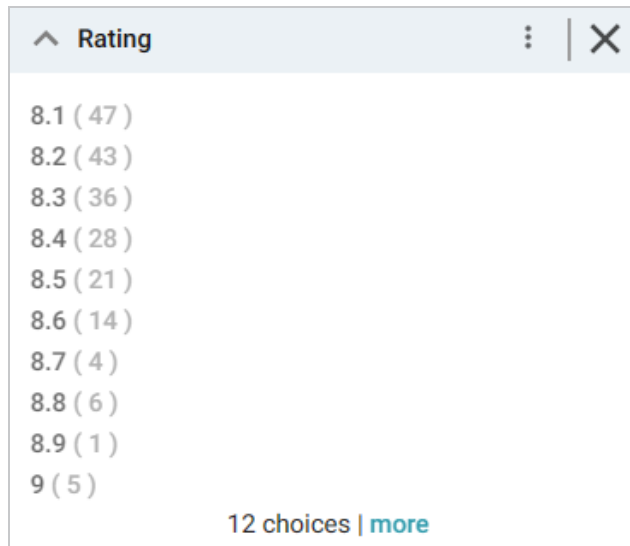 Rating
8.1 ( 47 )
8.2 ( 43 )
8.3 ( 36 )
8.4 ( 28 )
8.5 ( 21 )
8.6 ( 14 )
8.7 ( 4 )
8.8 ( 6 )
8.9 ( 1 )
9 ( 5 )
12 choices | more